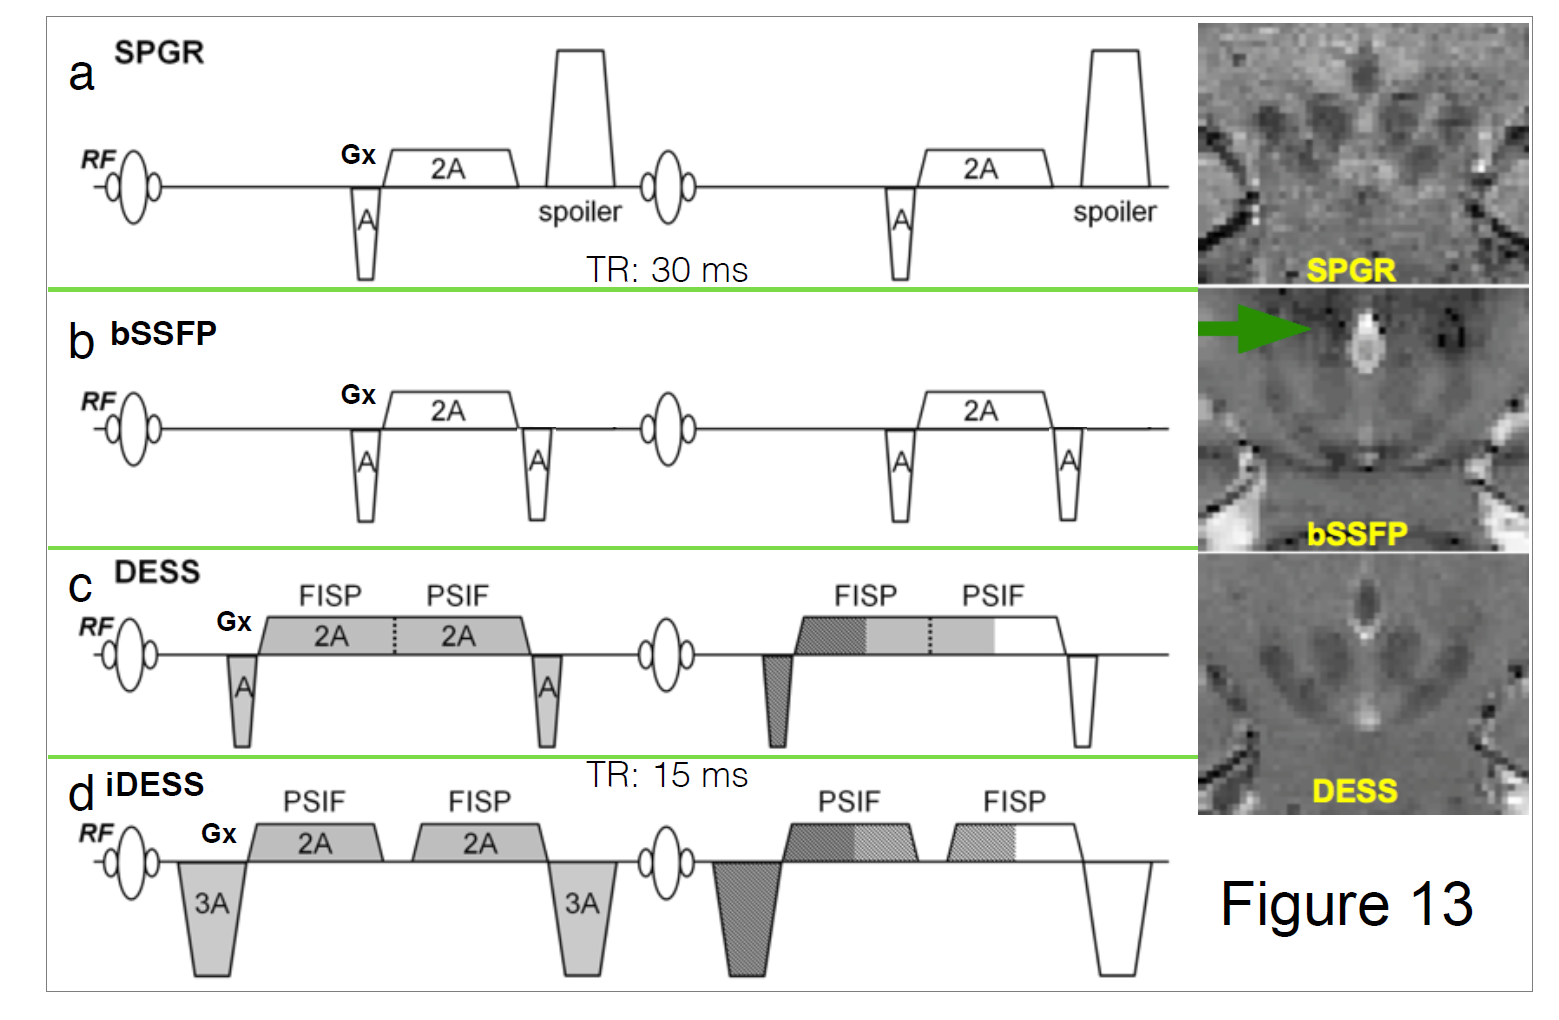 a SPGR
RF
Gx
2A
A
spoiler
2A
A
spoiler
TR: 30 ms
SPGR
b bSSFP
RF
Gx
2A
A
A
2A
A
A
bSSFP
c DESS
FISP PSIF FISP PSIF
RF
Gx
2A 2A
A
A
DESS
TR: 15 ms
d iDESS
PSIF FISP PSIF FISP
RF
Gx
2A 2A
3A
3A
Figure 13